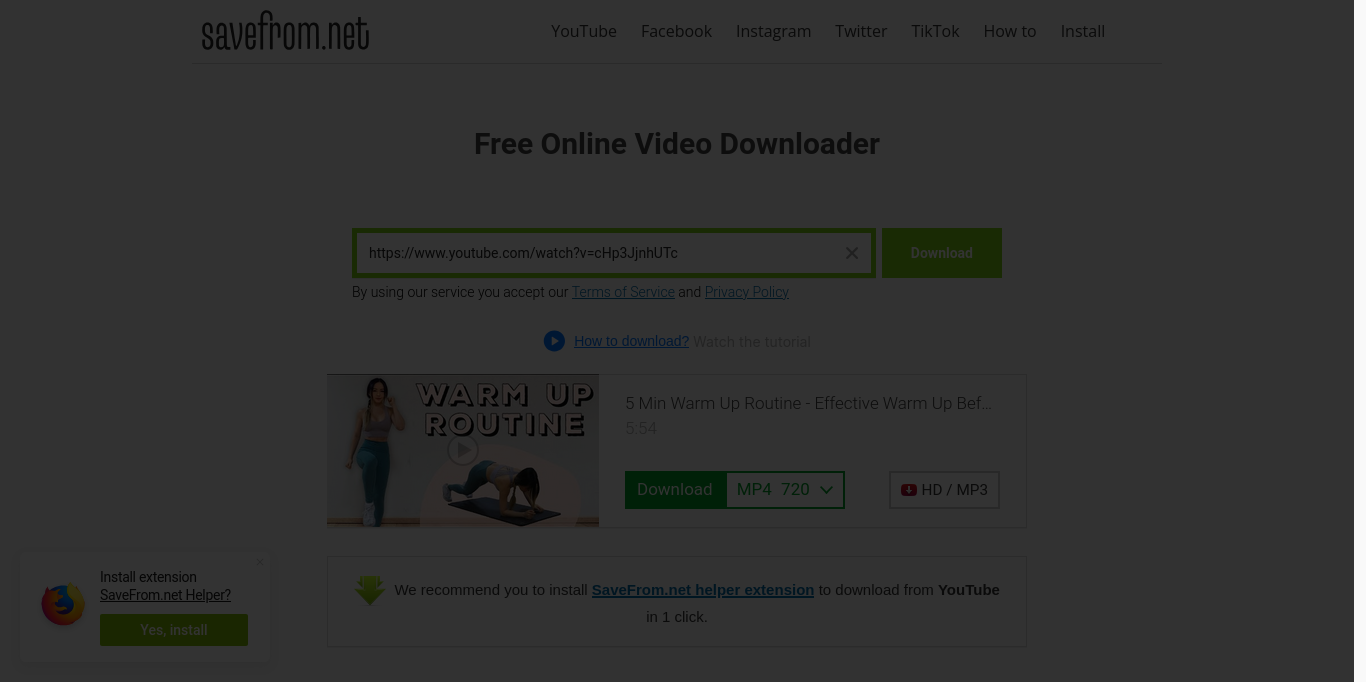 savefrom.net
YouTube Facebook Instagram Twitter TikTok How to Install
Free Online Video Downloader
https://www.youtube.com/watch?v=cHp3JjnhUTc
Download
By using our service you accept our Terms of Service and Privacy Policy
How to download? Watch the tutorial
WARM UP
ROUTINE
5 Min Warm Up Routine - Effective Warm Up Bef...
5:54
Download MP4 720
HD / MP3
We recommend you to install SaveFrom.net helper extension to download from YouTube
in 1 click.
Install extension
SaveFrom.net Helper?
Yes, install